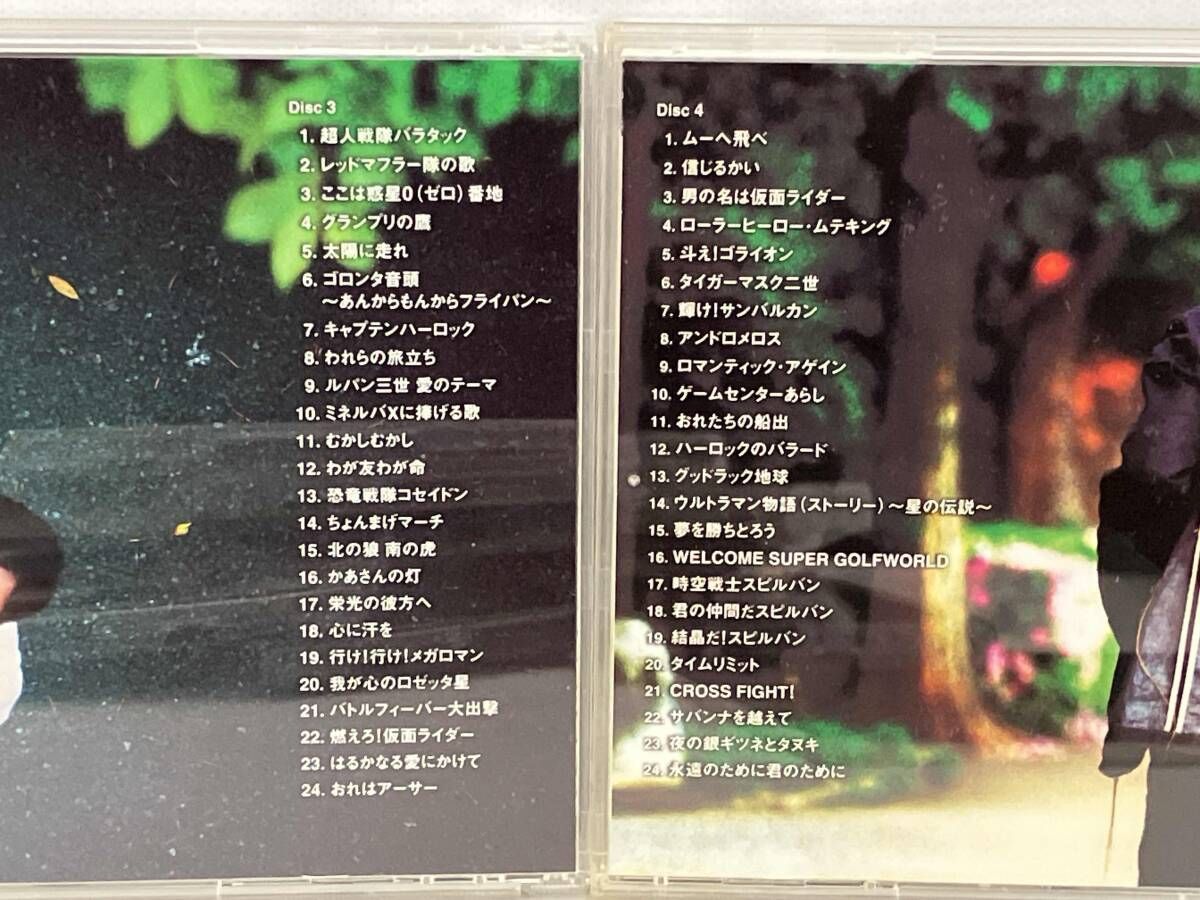 Disc 3
1. 超人戦隊バラタック
2. レッドマフラー隊の歌
3. ここは惑星0(ゼロ)番地
4. グランプリの鷹
5. 太陽に走れ
6. ゴロンタ音頭
～あんからもんからフライパン～
7. キャプテンハーロック
8. われらの旅立ち
9. ルパン三世 愛のテーマ
10. ミネルバXに捧げる歌
11. むかしむかし
12. わが友わが命
13. 恐竜戦隊コセイドン
14. ちょんまげマーチ
15. 北の狼 南の虎
16. かあさんの灯
17. 栄光の彼方へ
18. 心に汗を
19. 行け!行け!メガロマン
20. 我が心のロゼッタ星
21. バトルフィーバー大出撃
22. 燃えろ!仮面ライダー
23. はるかなる愛にかけて
24. おれはアーサー
Disc 4
1. ムーへ飛べ
2. 信じるかい
3. 男の名は仮面ライダー
4. ローラーヒーロー・ムテキング
5. 斗え!ゴライオン
6. タイガーマスク二世
7. 輝け!サンバルカン
8. アンドロメロス
9. ロマンティック・アゲイン
10. ゲームセンターあらし
11. おれたちの船出
12. ハーロックのバラード
13. グッドラック地球
14. ウルトラマン物語(ストーリー)～星の伝説～
15. 夢を勝ちとろう
16. WELCOME SUPER GOLFWORLD
17. 時空戦士スピルバン
18. 君の仲間だスピルバン
19. 結晶だ!スピルバン
20. タイムリミット
21. CROSS FIGHT!
22. サバンナを越えて
23. 夜の銀ギツネとタヌキ
24. 永遠のために君のために